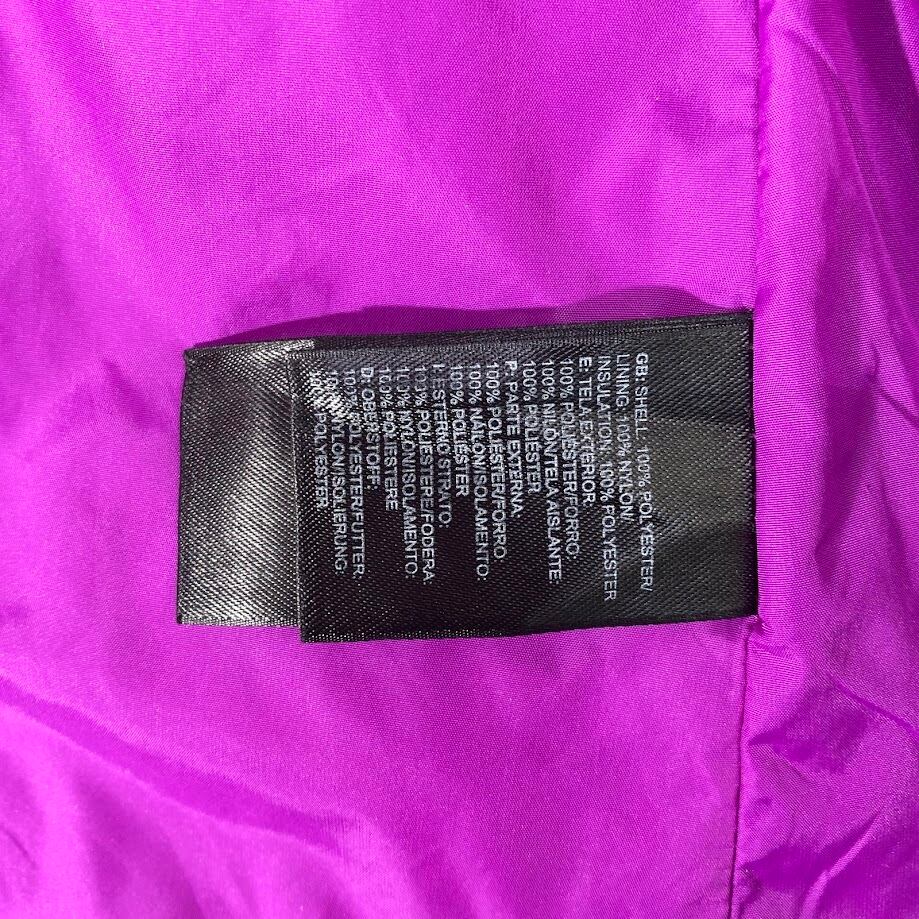 GB: SHELL: 100% POLYESTER/
LINING: 100% NYLON/
INSULATION: 100% POLYESTER
E: TELA EXTERIOR:
100% POLIÉSTER/FORRO:
100% NILÓN/TELA AISLANTE:
100% POLIÉSTER
P: PARTE EXTERNA:
100% POLIÉSTER/FORRO:
100% NÁILON/ISOLAMENTO:
100% POLIÉSTER
I: ESTERNO STRATO:
100% POLIESTERE/FODERA:
100% NYLON/ISOLAMENTO:
100% POLIESTERE
D: OBERSTOFF:
100% POLYESTER/FUTTER:
100% NYLON/ISOLIERUNG:
100% POLYESTER